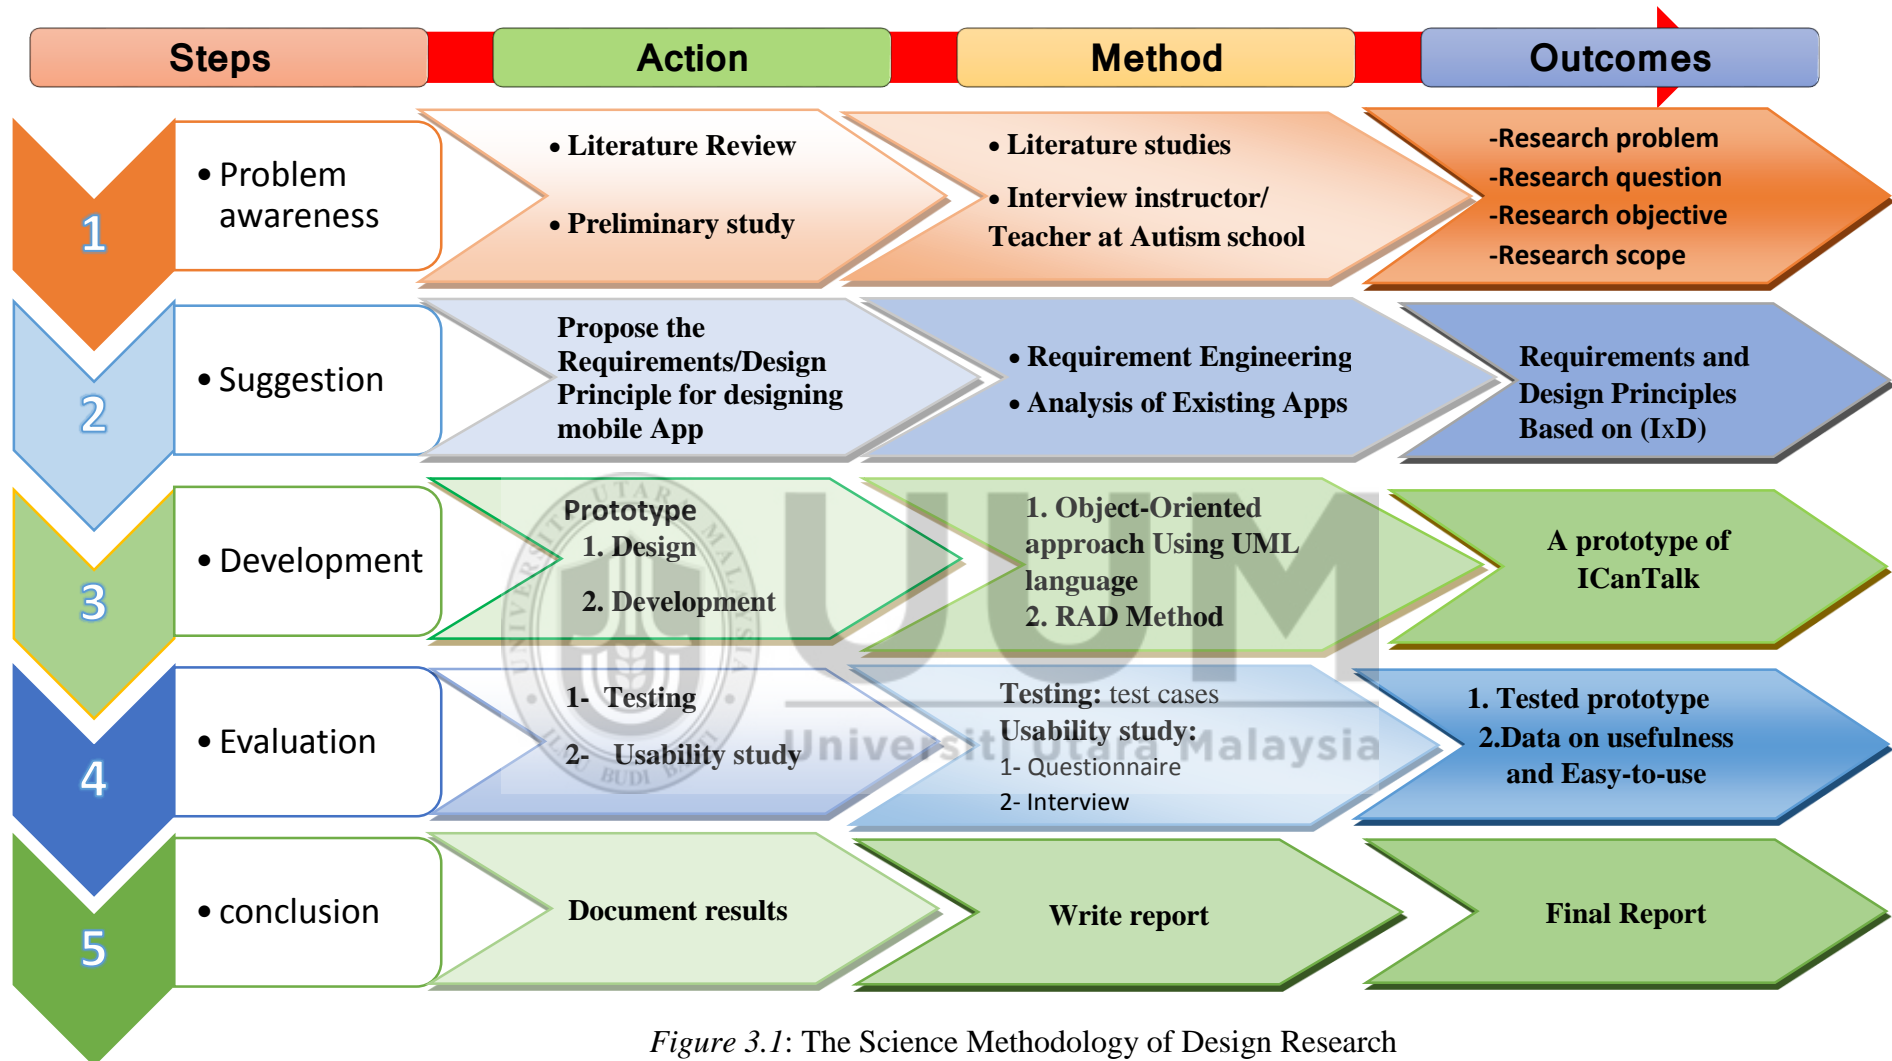 Steps
Action
Method
Outcomes
1
• Problem
awareness
• Literature Review
• Preliminary study
• Literature studies
• Interview instructor/
Teacher at Autism school
-Research problem
-Research question
-Research objective
-Research scope
2
• Suggestion
Propose the
Requirements/Design
Principle for designing
mobile App
• Requirement Engineering
• Analysis of Existing Apps
Requirements and
Design Principles
Based on (IxD)
3
• Development
Prototype
1. Design
2. Development
1. Object-Oriented
approach Using UML
language
2. RAD Method
A prototype of
ICanTalk
4
• Evaluation
1- Testing
2- Usability study
Testing: test cases
Usability study:
1- Questionnaire
2- Interview
1. Tested prototype
2.Data on usefulness
and Easy-to-use
5
• conclusion
Document results
Write report
Final Report
UUM
Universiti Utara Malaysia
UNIVERSITI UTARA MALAYSIA
ILMU BUDI BAKTI
Figure 3.1: The Science Methodology of Design Research